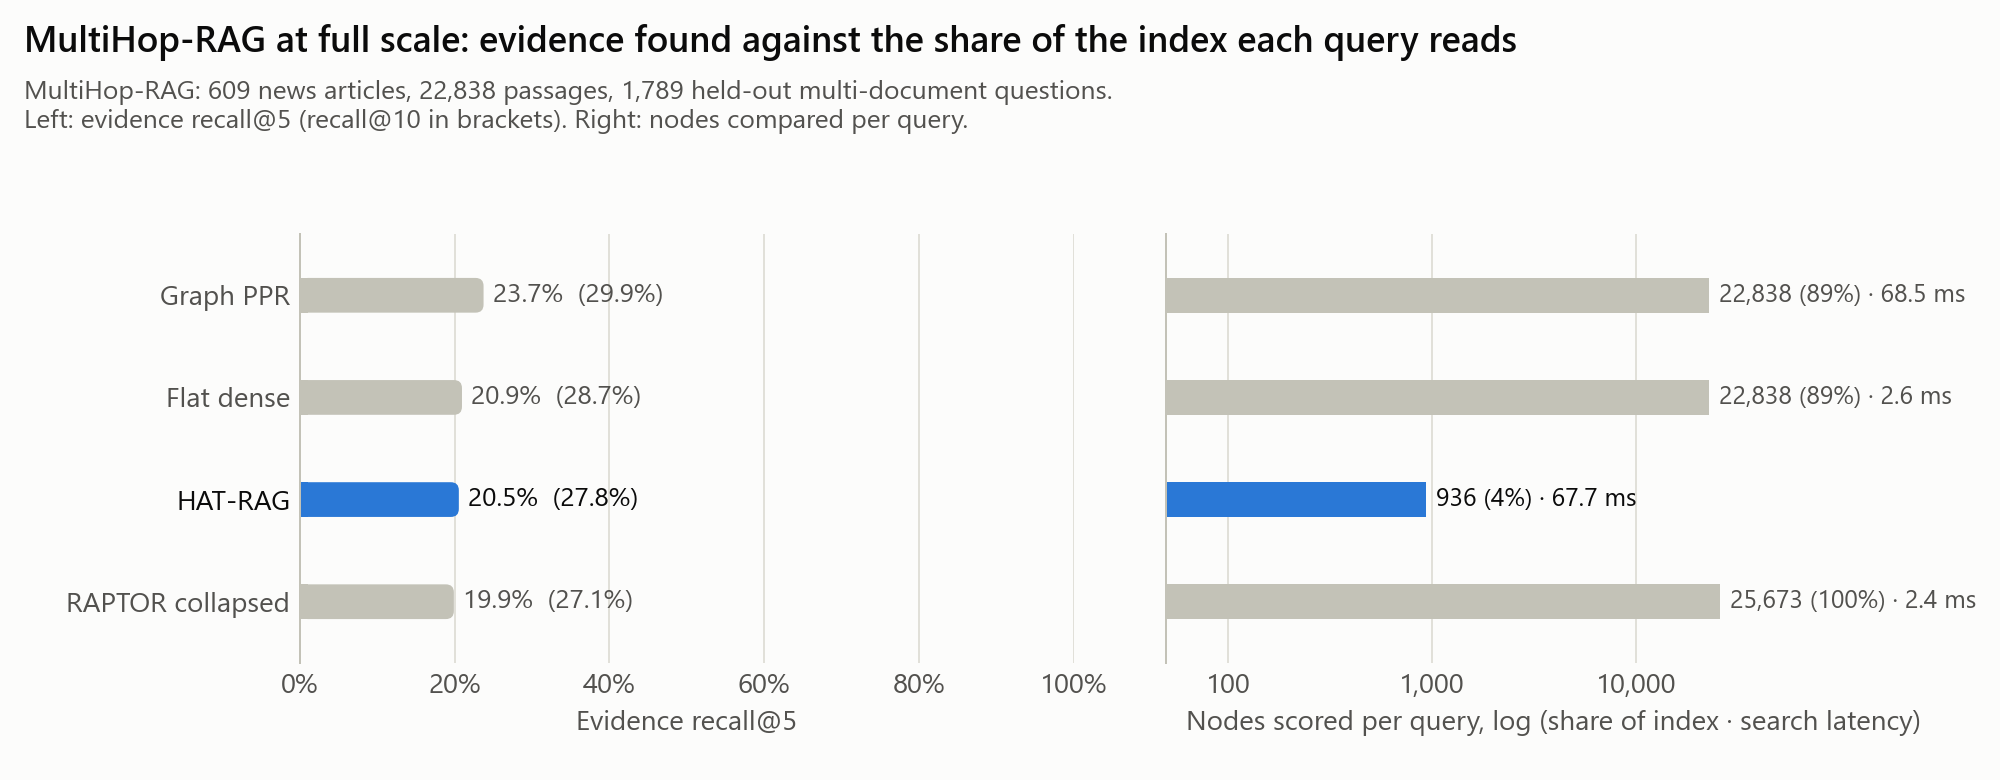 MultiHop-RAG at full scale: evidence found against the share of the index each query reads
MultiHop-RAG: 609 news articles, 22,838 passages, 1,789 held-out multi-document questions.
Left: evidence recall@5 (recall@10 in brackets). Right: nodes compared per query.
Graph PPR
23.7% (29.9%)
22,838 (89%) · 68.5 ms
Flat dense
20.9% (28.7%)
22,838 (89%) · 2.6 ms
HAT-RAG
20.5% (27.8%)
936 (4%) · 67.7 ms
RAPTOR collapsed
19.9% (27.1%)
25,673 (100%) · 2.4 ms
0% 20% 40% 60% 80% 100%
100 1,000 10,000
Evidence recall@5
Nodes scored per query, log (share of index · search latency)